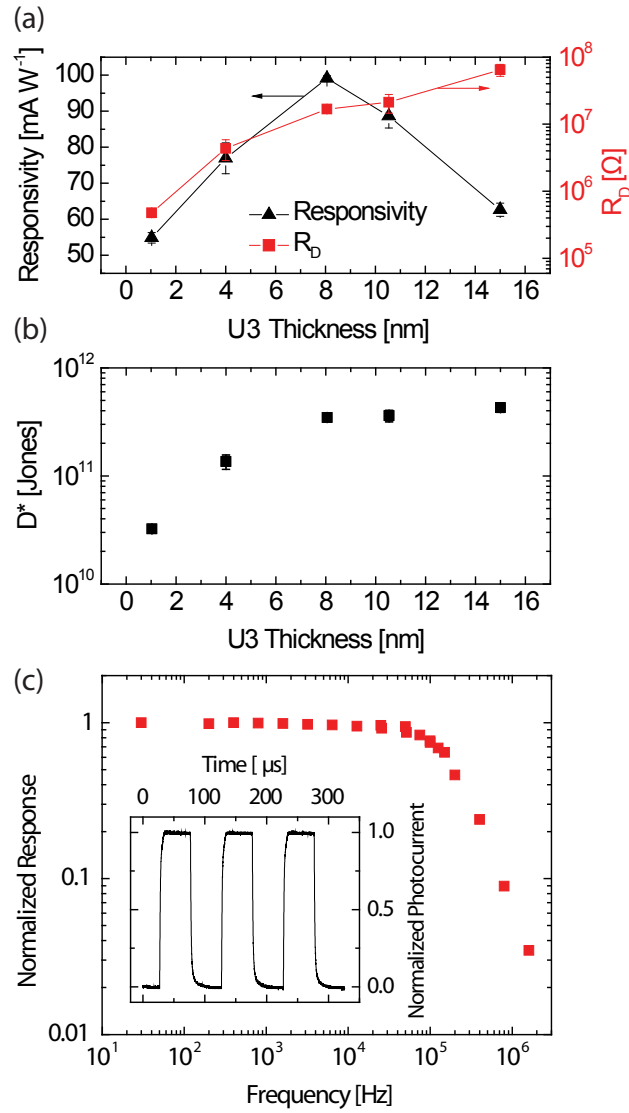 (a)
Responsivity [mA W⁻¹]
100
90
80
70
60
50
10⁸
10⁷
10⁶
10⁵
R_D [Ω]
Responsivity
R_D
0 2 4 6 8 10 12 14 16
U3 Thickness [nm]
(b)
D* [Jones]
10¹²
10¹¹
10¹⁰
0 2 4 6 8 10 12 14 16
U3 Thickness [nm]
(c)
Normalized Response
1
0.1
0.01
Time [ µs]
0 100 200 300
1.0
0.5
0.0
Normalized Photocurrent
10¹ 10² 10³ 10⁴ 10⁵ 10⁶
Frequency [Hz]